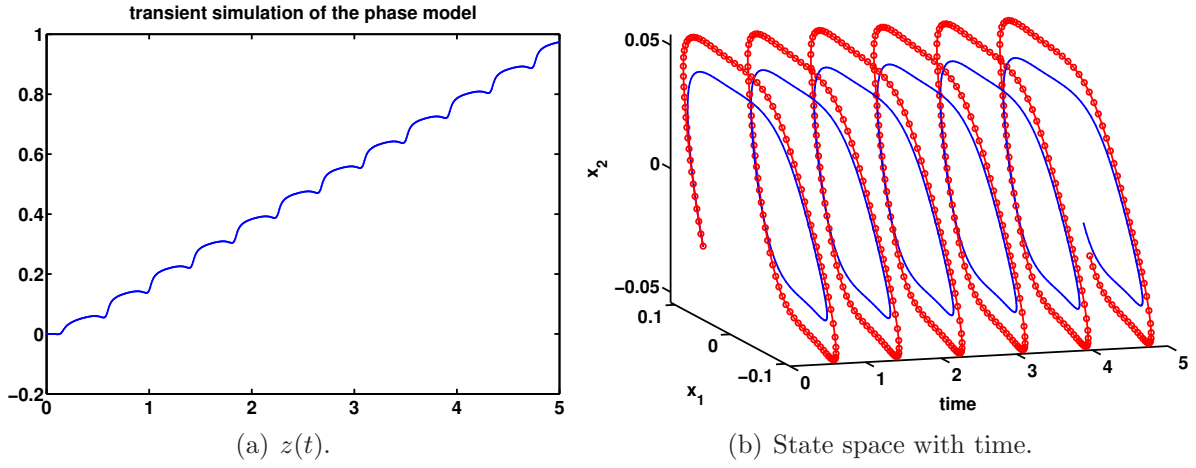 transient simulation of the phase model
1
0.8
0.6
0.4
0.2
0
−0.2
0 1 2 3 4 5
(a) z(t).
0.05
0
−0.05
x2
0.1
0
−0.1
x1
0 1 2 3 4 5
time
(b) State space with time.